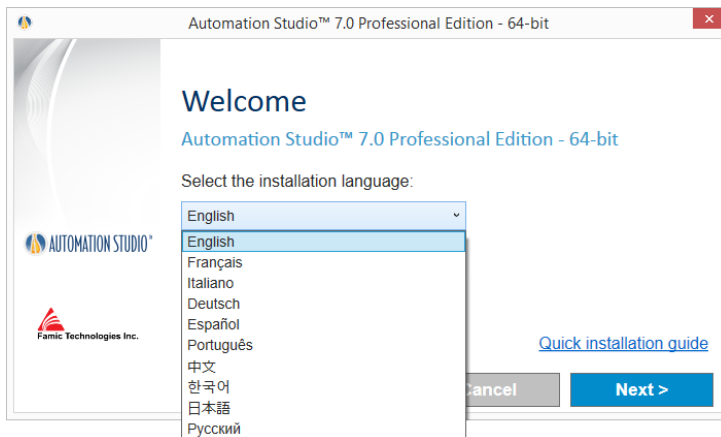 Automation Studio™ 7.0 Professional Edition - 64-bit
Welcome
Automation Studio™ 7.0 Professional Edition - 64-bit
Select the installation language:
English
English
Français
Italiano
Deutsch
Español
Português
中文
한국어
日本語
Русский
AUTOMATION STUDIO™
Famic Technologies Inc.
Quick installation guide
Cancel
Next >